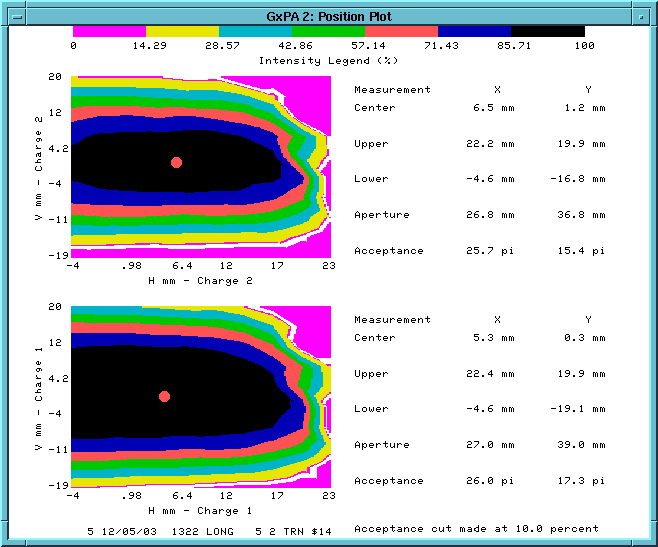 GxPA 2: Position Plot
0 14.29 28.57 42.86 57.14 71.43 85.71 100
Intensity Legend (%)
20
12
4.2
-4
-11
-19
V mm - Charge 2
-4 .98 6.4 12 17 23
H mm - Charge 2
Measurement X Y
Center 6.5 mm 1.2 mm
Upper 22.2 mm 19.9 mm
Lower -4.6 mm -16.8 mm
Aperture 26.8 mm 36.8 mm
Acceptance 25.7 pi 15.4 pi
20
12
4.2
-4
-11
-19
V mm - Charge 1
-4 .98 6.4 12 17 23
H mm - Charge 1
Measurement X Y
Center 5.3 mm 0.3 mm
Upper 22.4 mm 19.9 mm
Lower -4.6 mm -19.1 mm
Aperture 27.0 mm 39.0 mm
Acceptance 26.0 pi 17.3 pi
5 12/05/03 1322 LONG 5 2 TRN $14
Acceptance cut made at 10.0 percent